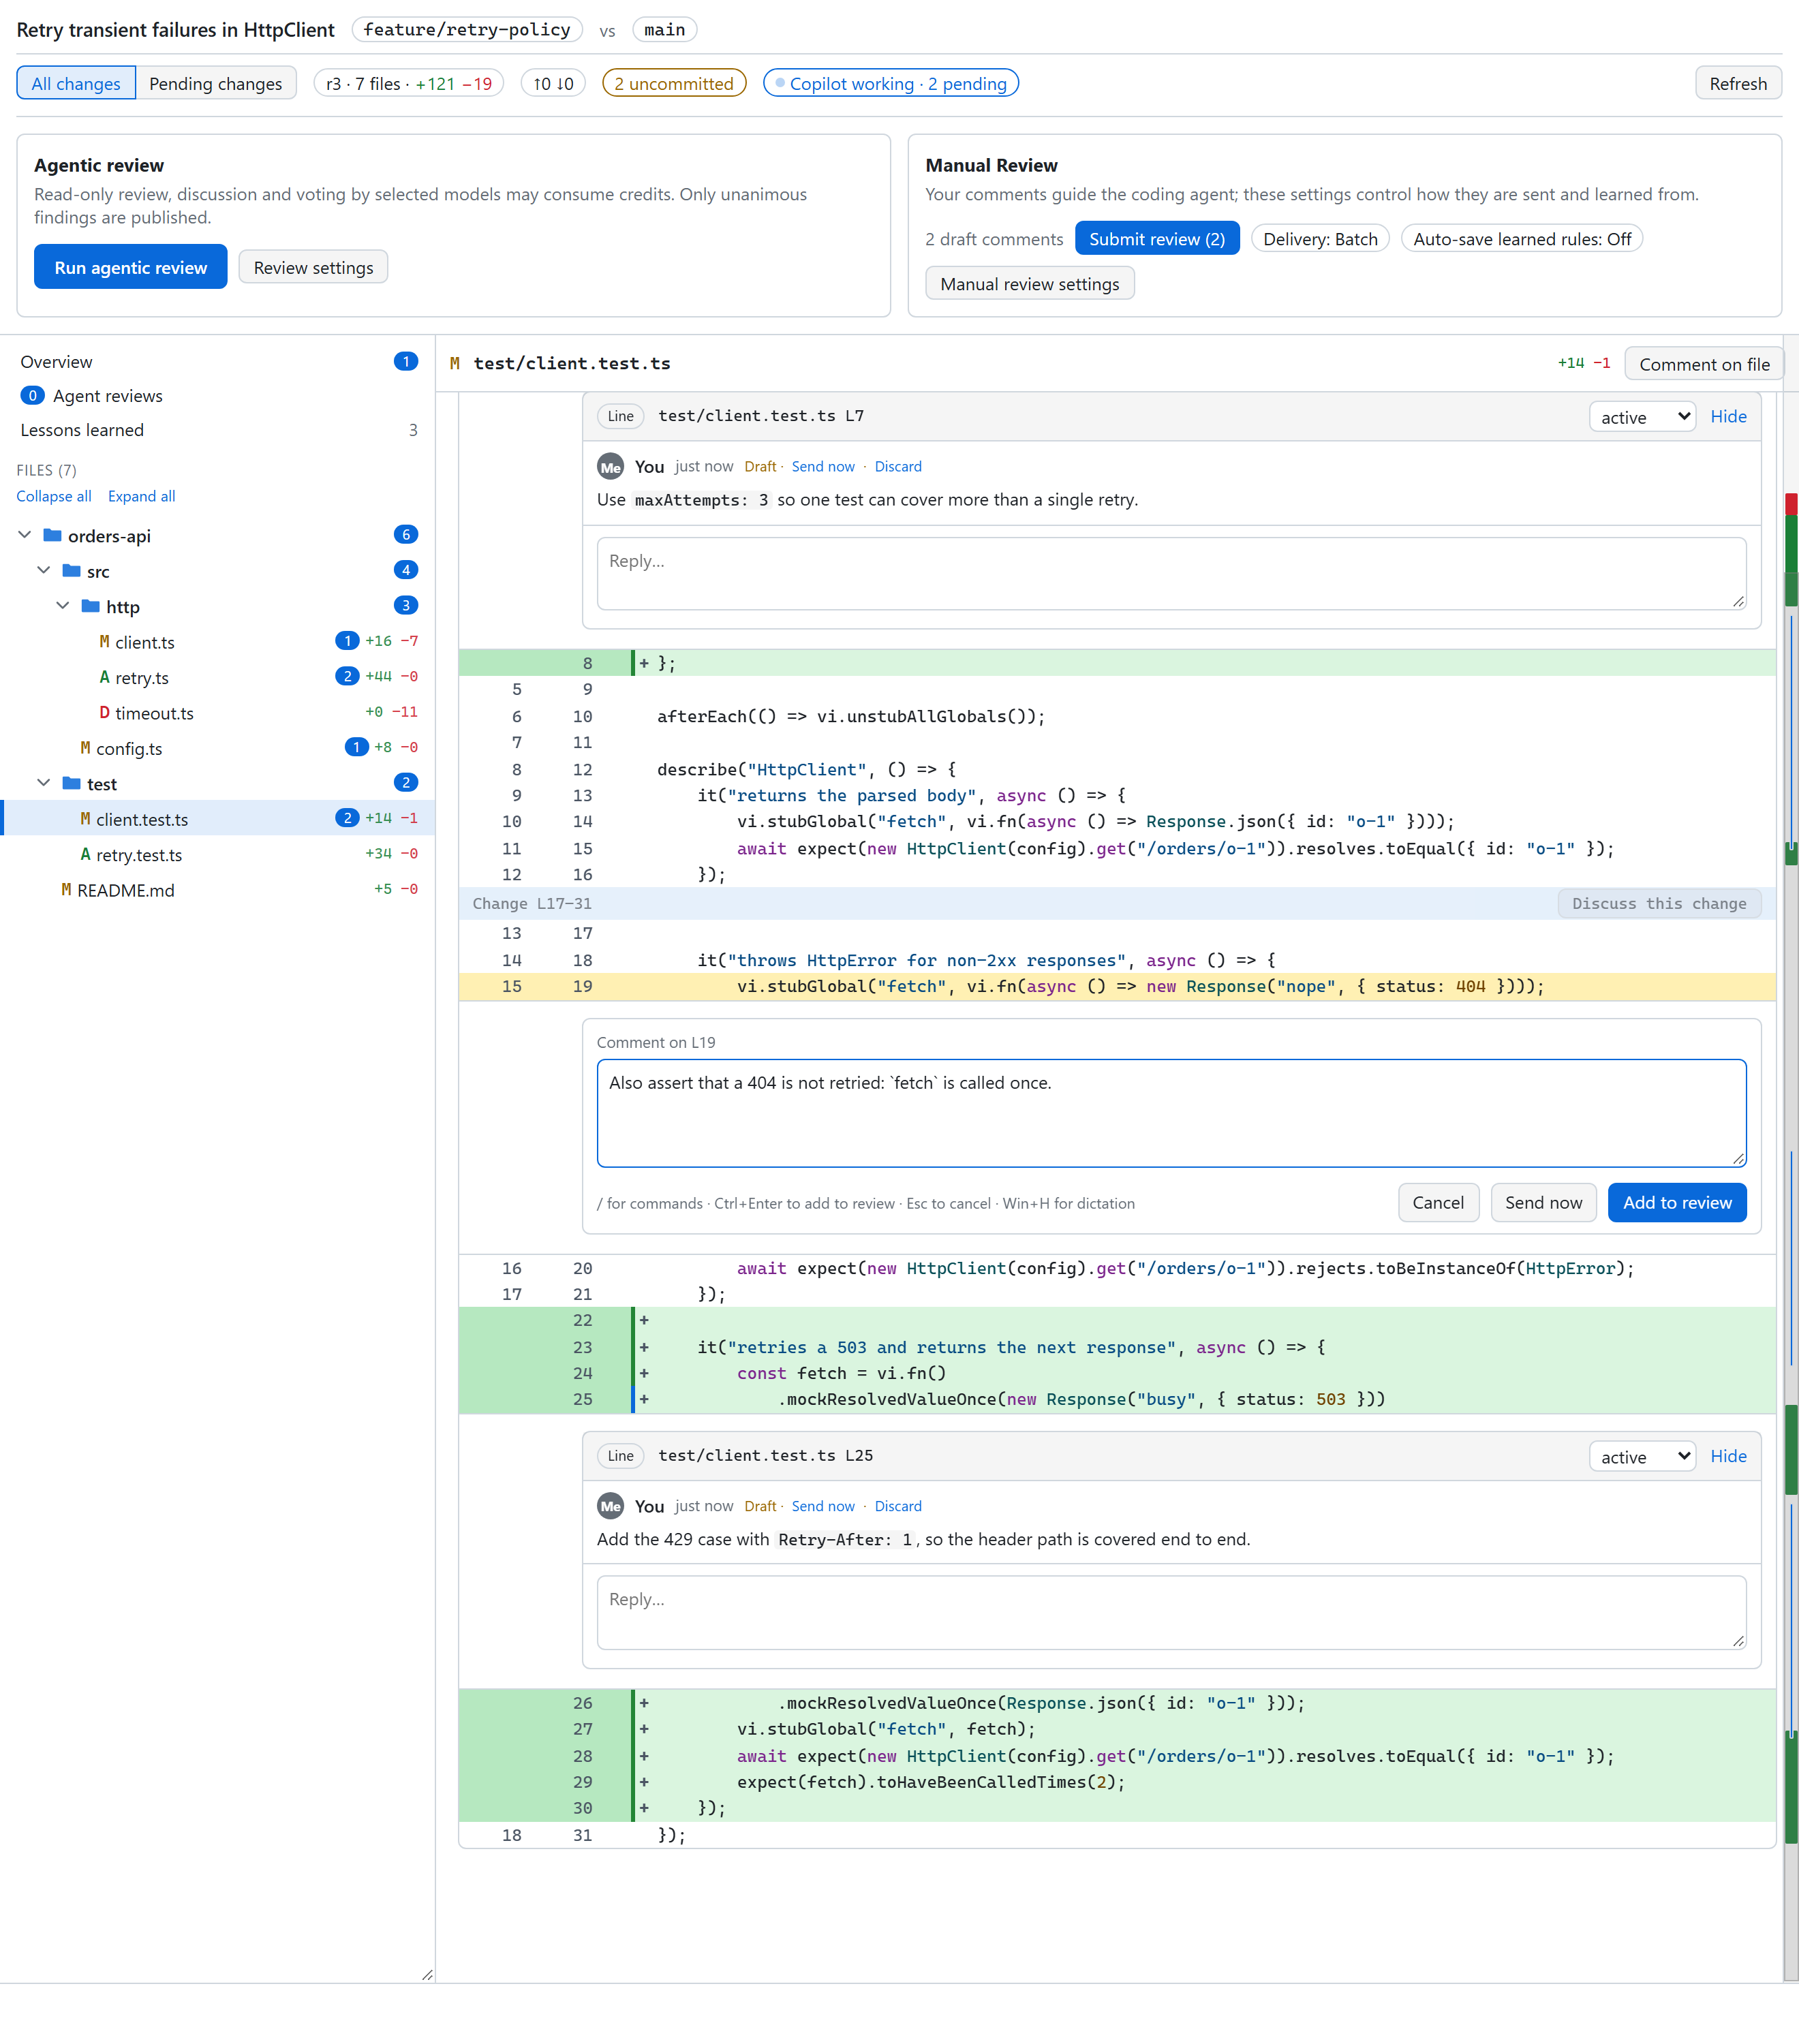 Retry transient failures in HttpClient feature/retry-policy vs main
All changes Pending changes r3 · 7 files · +121 −19 ↑0 ↓0 2 uncommitted Copilot working · 2 pending Refresh
Agentic review
Read-only review, discussion and voting by selected models may consume credits. Only unanimous
findings are published.
Run agentic review Review settings
Manual Review
Your comments guide the coding agent; these settings control how they are sent and learned from.
2 draft comments Submit review (2) Delivery: Batch Auto-save learned rules: Off
Manual review settings
Overview 1
0 Agent reviews
Lessons learned 3
FILES (7)
Collapse all Expand all
orders-api 6
src 4
http 3
M client.ts 1 +16 −7
A retry.ts 2 +44 −0
D timeout.ts +0 −11
M config.ts 1 +8 −0
test 2
M client.test.ts 2 +14 −1
A retry.test.ts +34 −0
M README.md +5 −0
M test/client.test.ts +14 −1 Comment on file
Line test/client.test.ts L7 active Hide
Me You just now Draft · Send now · Discard
Use maxAttempts: 3 so one test can cover more than a single retry.
Reply...
8 + };
5 9
6 10 afterEach(() => vi.unstubAllGlobals());
7 11
8 12 describe("HttpClient", () => {
9 13 it("returns the parsed body", async () => {
10 14 vi.stubGlobal("fetch", vi.fn(async () => Response.json({ id: "o-1" })));
11 15 await expect(new HttpClient(config).get("/orders/o-1")).resolves.toEqual({ id: "o-1" });
12 16 });
Change L17–31 Discuss this change
13 17
14 18 it("throws HttpError for non-2xx responses", async () => {
15 19 vi.stubGlobal("fetch", vi.fn(async () => new Response("nope", { status: 404 })));
Comment on L19
Also assert that a 404 is not retried: `fetch` is called once.
/ for commands · Ctrl+Enter to add to review · Esc to cancel · Win+H for dictation Cancel Send now Add to review
16 20 await expect(new HttpClient(config).get("/orders/o-1")).rejects.toBeInstanceOf(HttpError);
17 21 });
22 +
23 + it("retries a 503 and returns the next response", async () => {
24 + const fetch = vi.fn()
25 + .mockResolvedValueOnce(new Response("busy", { status: 503 }))
Line test/client.test.ts L25 active Hide
Me You just now Draft · Send now · Discard
Add the 429 case with Retry-After: 1, so the header path is covered end to end.
Reply...
26 + .mockResolvedValueOnce(Response.json({ id: "o-1" }));
27 + vi.stubGlobal("fetch", fetch);
28 + await expect(new HttpClient(config).get("/orders/o-1")).resolves.toEqual({ id: "o-1" });
29 + expect(fetch).toHaveBeenCalledTimes(2);
30 + });
18 31 });